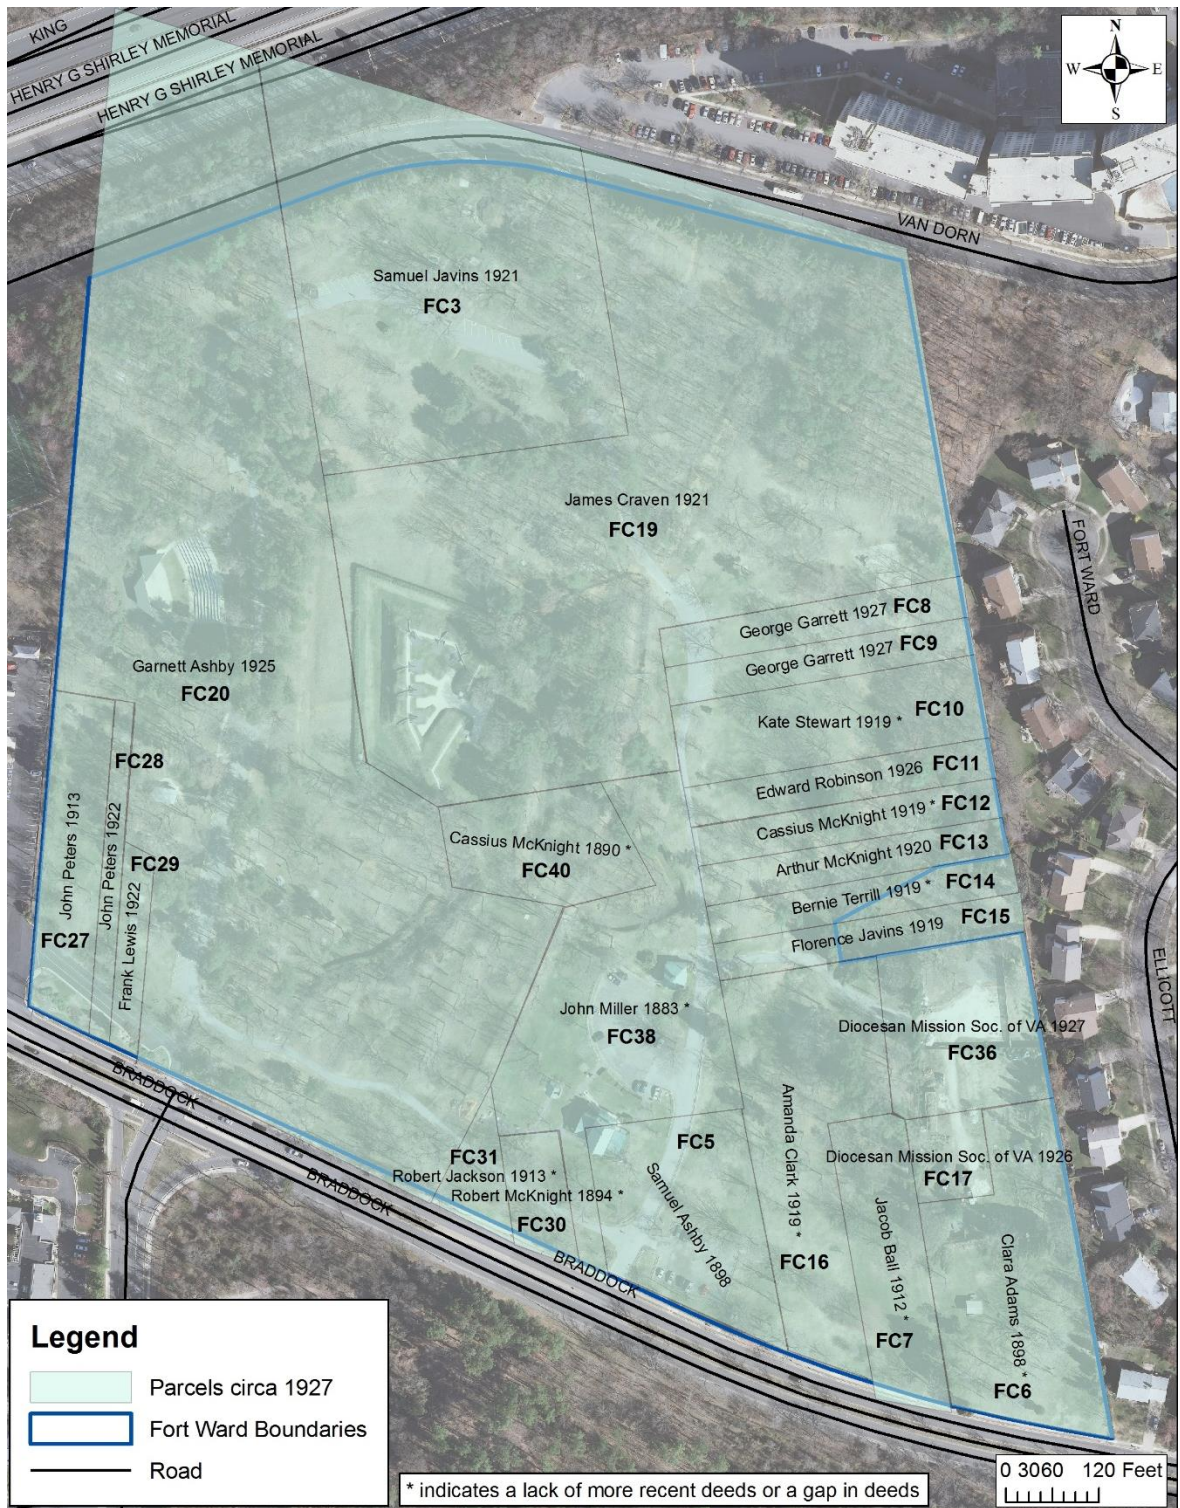 KING
HENRY G SHIRLEY MEMORIAL
HENRY G SHIRLEY MEMORIAL
N
W E
S
VAN DORN
Samuel Javins 1921
FC3
James Craven 1921
FC19
FORT WARD
George Garrett 1927 FC8
George Garrett 1927 FC9
Garnett Ashby 1925
FC20
Kate Stewart 1919 * FC10
FC28
Edward Robinson 1926 FC11
Cassius McKnight 1919 * FC12
John Peters 1913
FC27
John Peters 1922
FC29
Frank Lewis 1922
Cassius McKnight 1890 *
FC40
Arthur McKnight 1920 FC13
Bernie Terrill 1919 * FC14
Florence Javins 1919 FC15
ELLICOTT
John Miller 1883 *
FC38
Diocesan Mission Soc. of VA 1927
FC36
BRADDOCK
FC31
Robert Jackson 1913 *
Robert McKnight 1894 *
FC30
BRADDOCK
BRADDOCK
FC5
Samuel Ashby 1898
Amanda Clark 1919 *
FC16
Diocesan Mission Soc. of VA 1926
FC17
Jacob Ball 1912 *
FC7
Clara Adams 1898 *
FC6
Legend
Parcels circa 1927
Fort Ward Boundaries
Road
* indicates a lack of more recent deeds or a gap in deeds
0 3060 120 Feet